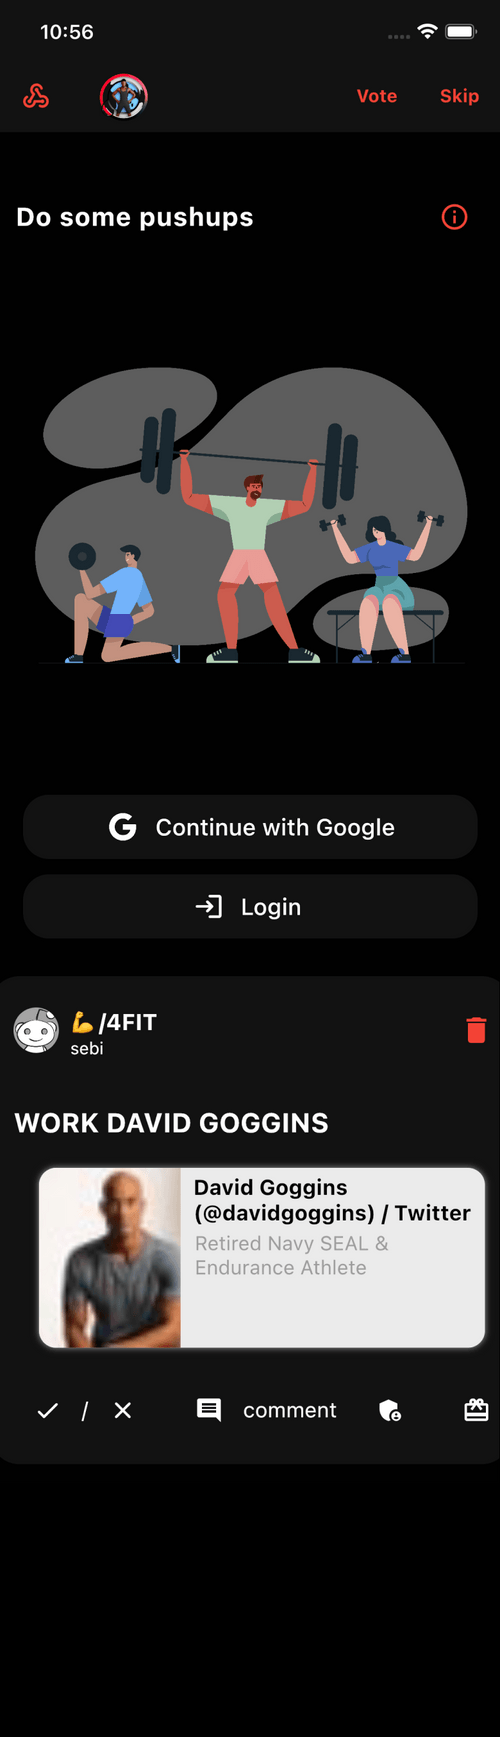 10:56
Vote Skip
Do some pushups
Continue with Google
Login
💪/4FIT
sebi
WORK DAVID GOGGINS
David Goggins
(@davidgoggins) / Twitter
Retired Navy SEAL &
Endurance Athlete
/ comment